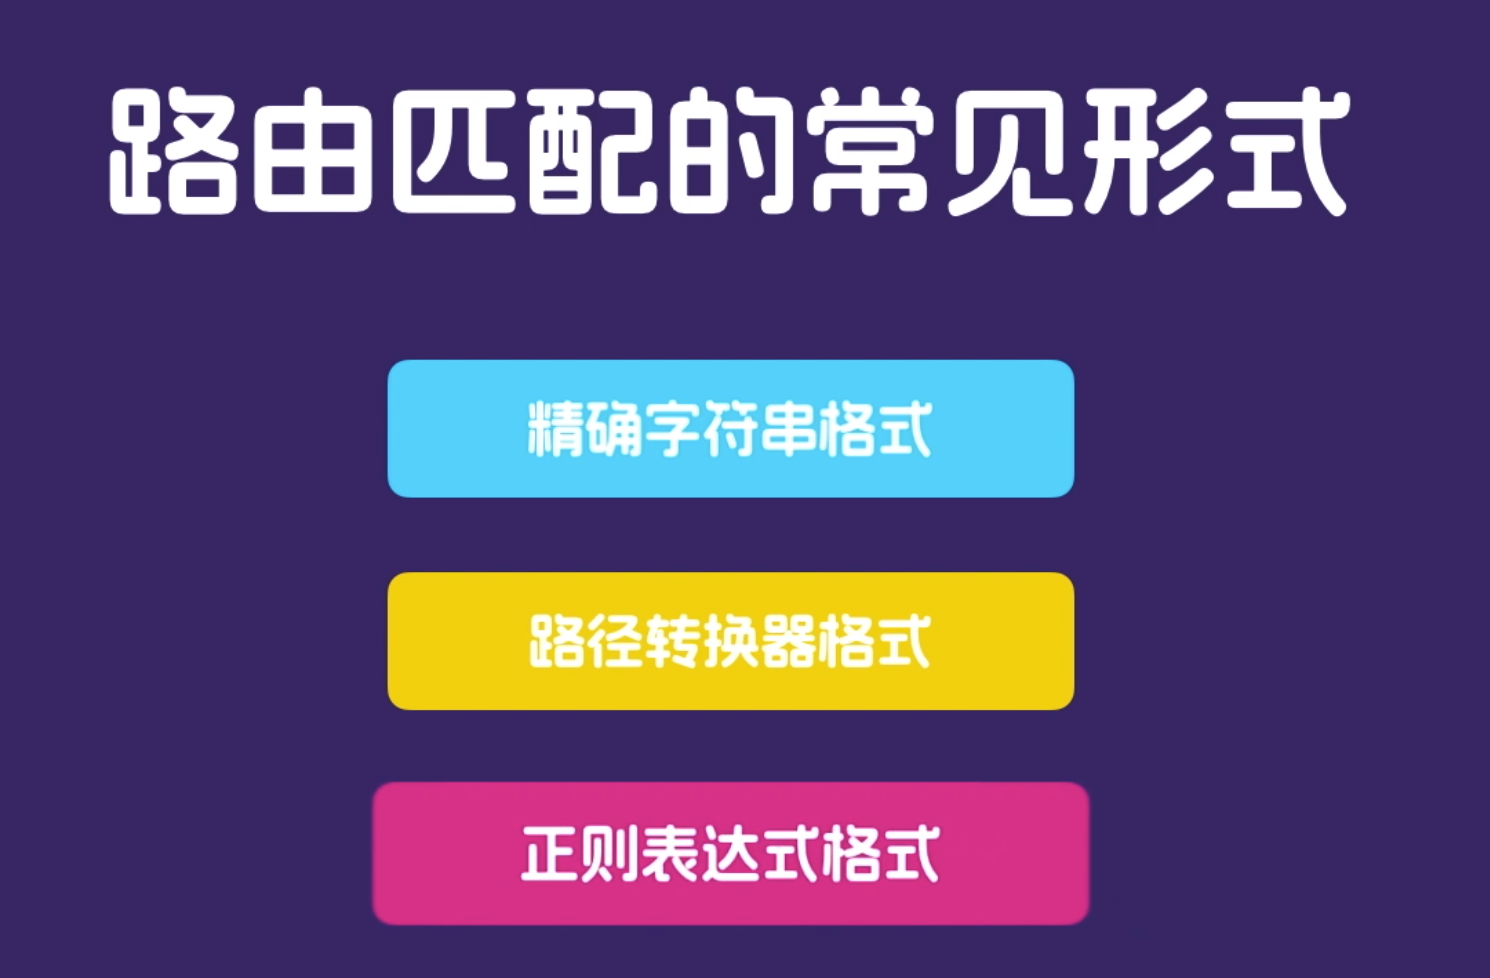 路由匹配的常见形式
精确字符串格式
路径转换器格式
正则表达式格式